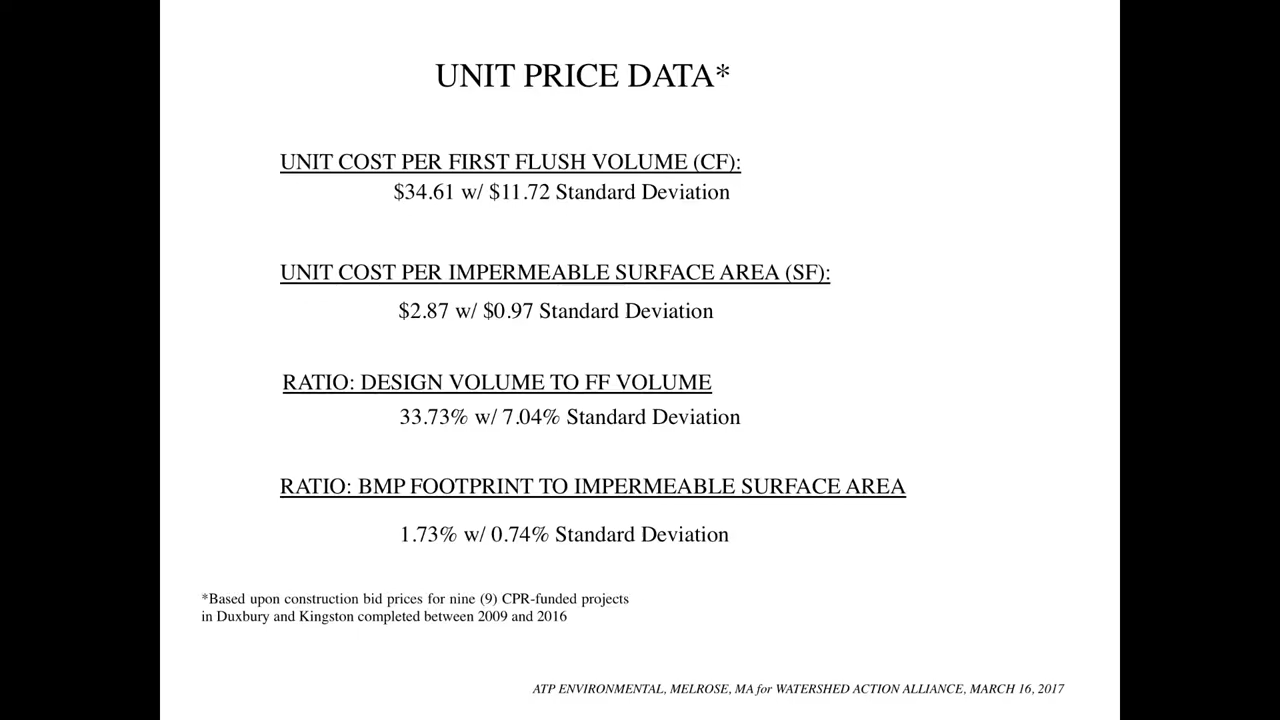 UNIT PRICE DATA*
UNIT COST PER FIRST FLUSH VOLUME (CF):
$34.61 w/ $11.72 Standard Deviation
UNIT COST PER IMPERMEABLE SURFACE AREA (SF):
$2.87 w/ $0.97 Standard Deviation
RATIO: DESIGN VOLUME TO FF VOLUME
33.73% w/ 7.04% Standard Deviation
RATIO: BMP FOOTPRINT TO IMPERMEABLE SURFACE AREA
1.73% w/ 0.74% Standard Deviation
*Based upon construction bid prices for nine (9) CPR-funded projects
in Duxbury and Kingston completed between 2009 and 2016
ATP ENVIRONMENTAL, MELROSE, MA for WATERSHED ACTION ALLIANCE, MARCH 16, 2017